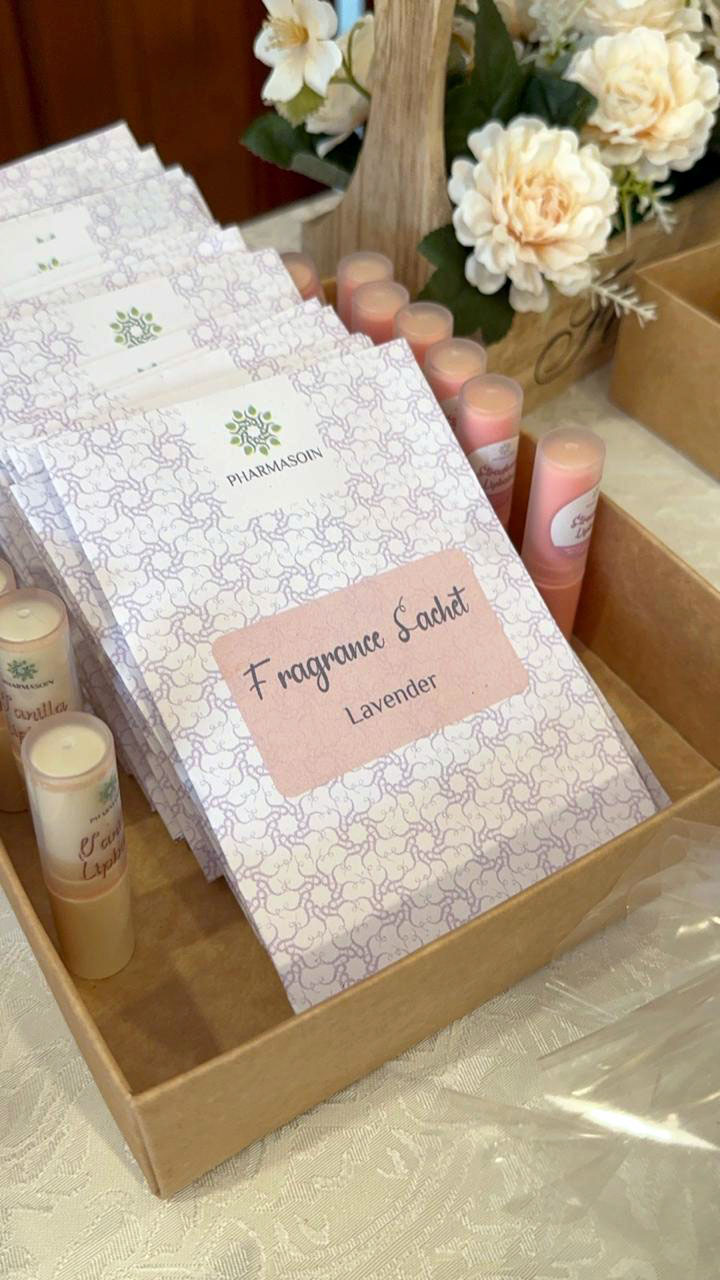 PHARMASOIN
Fragrance Sachet
Lavender
PHARMASOIN
Vanilla